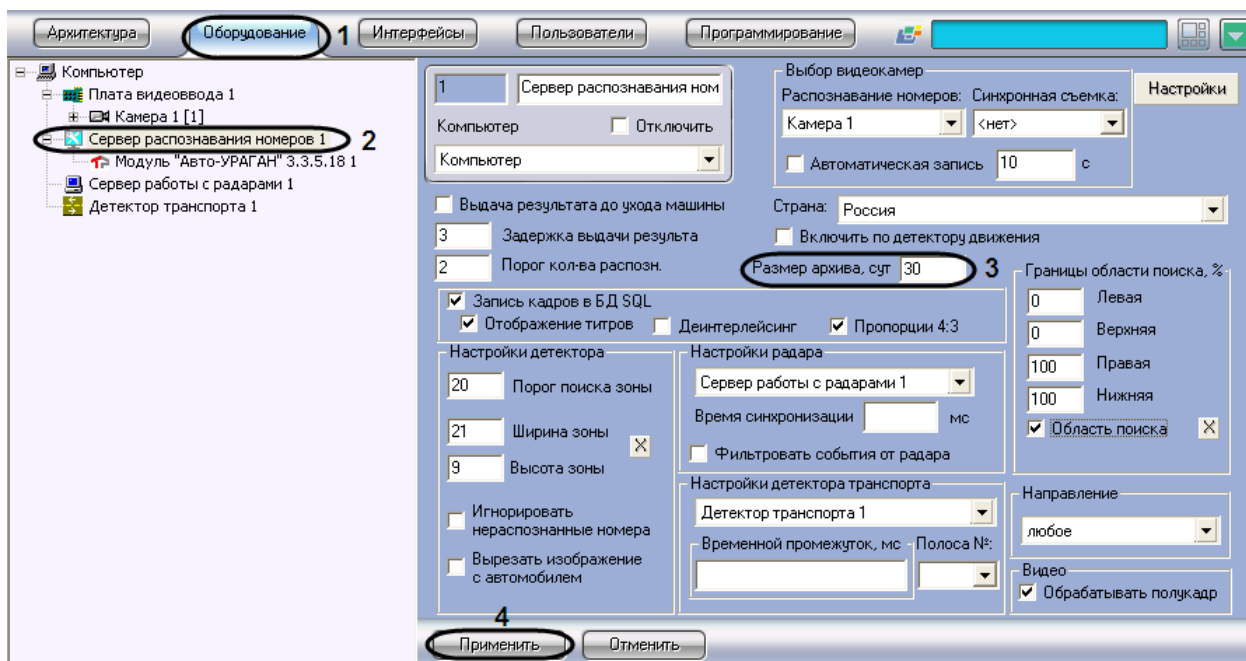 Архитектура Оборудование 1 Интерфейсы Пользователи Программирование
Компьютер
Плата видеоввода 1
Камера 1 [1]
Сервер распознавания номеров 1 2
Модуль "Авто-УРАГАН" 3.3.5.18 1
Сервер работы с радарами 1
Детектор транспорта 1
1 Сервер распознавания ном
Компьютер Отключить
Компьютер
Выбор видеокамер
Распознавание номеров: Синхронная съемка:
Камера 1 <нет>
Автоматическая запись 10 с
Настройки
Выдача результата до ухода машины
3 Задержка выдачи результа
2 Порог кол-ва распозн.
Страна: Россия
Включить по детектору движения
Размер архива, сут 30 3
Запись кадров в БД SQL
Отображение титров Деинтерлейсинг Пропорции 4:3
Границы области поиска, %
0 Левая
0 Верхняя
100 Правая
100 Нижняя
Область поиска X
Настройки детектора
20 Порог поиска зоны
21 Ширина зоны
X
9 Высота зоны
Игнорировать
нераспознанные номера
Вырезать изображение
с автомобилем
Настройки радара
Сервер работы с радарами 1
Время синхронизации мс
Фильтровать события от радара
Настройки детектора транспорта
Детектор транспорта 1
Временной промежуток, мс Полоса №:
Направление
любое
Видео
Обрабатывать полукадр
4
Применить Отменить